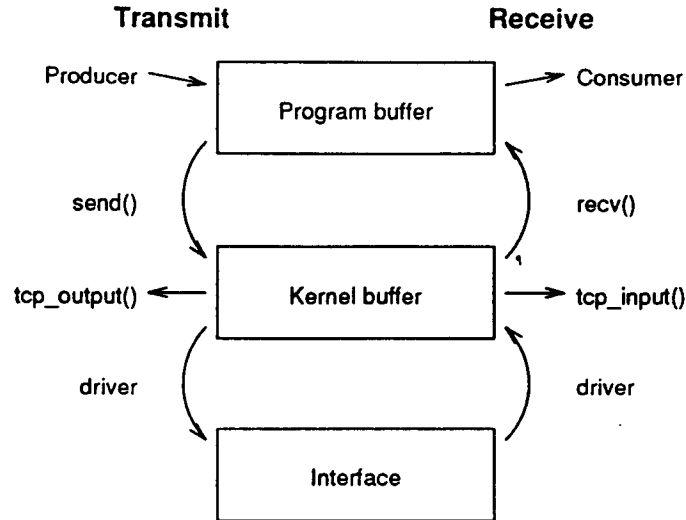 Transmit
Receive
Producer
Program buffer
Consumer
send()
recv()
tcp_output()
Kernel buffer
tcp_input()
driver
driver
Interface